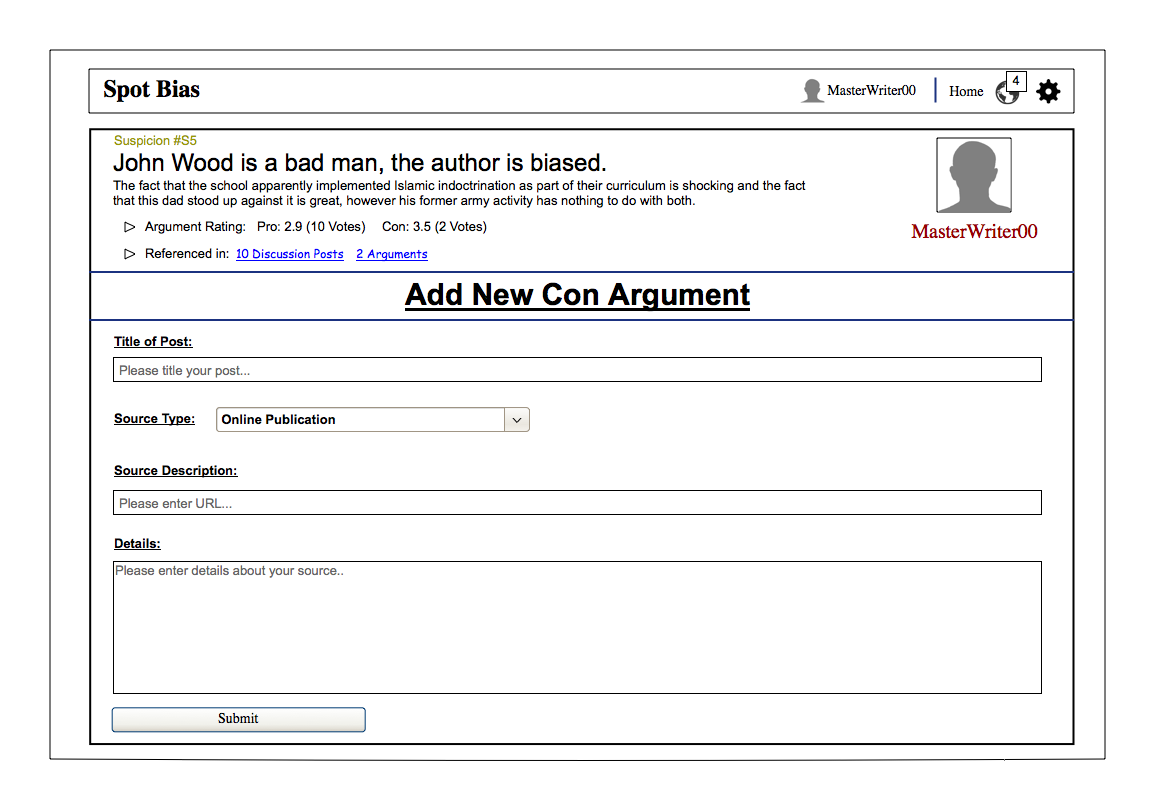 Spot Bias
MasterWriter00
Home
4
Suspicion #S5
John Wood is a bad man, the author is biased.
The fact that the school apparently implemented Islamic indoctrination as part of their curriculum is shocking and the fact
that this dad stood up against it is great, however his former army activity has nothing to do with both.
Argument Rating: Pro: 2.9 (10 Votes) Con: 3.5 (2 Votes)
Referenced in: 10 Discussion Posts 2 Arguments
MasterWriter00
Add New Con Argument
Title of Post:
Please title your post...
Source Type: Online Publication
Source Description:
Please enter URL...
Details:
Please enter details about your source..
Submit